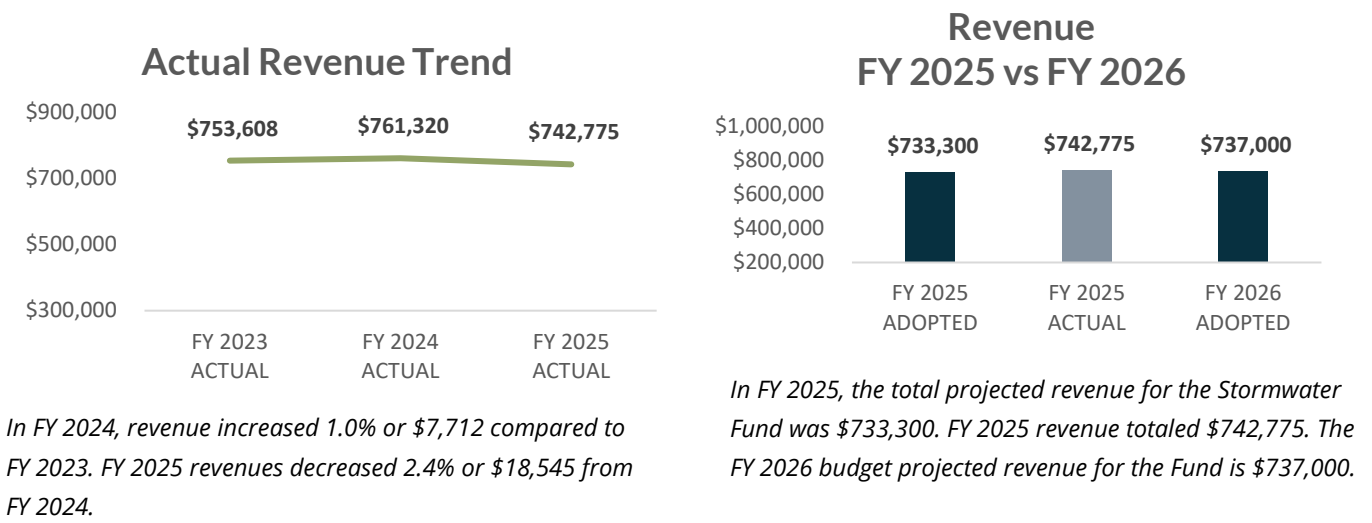 Actual Revenue Trend
$900,000
$700,000
$500,000
$300,000
$753,608
$761,320
$742,775
FY 2023
ACTUAL
FY 2024
ACTUAL
FY 2025
ACTUAL
In FY 2024, revenue increased 1.0% or $7,712 compared to
FY 2023. FY 2025 revenues decreased 2.4% or $18,545 from
FY 2024.
Revenue
FY 2025 vs FY 2026
$1,000,000
$800,000
$600,000
$400,000
$200,000
$733,300
$742,775
$737,000
FY 2025
ADOPTED
FY 2025
ACTUAL
FY 2026
ADOPTED
In FY 2025, the total projected revenue for the Stormwater
Fund was $733,300. FY 2025 revenue totaled $742,775. The
FY 2026 budget projected revenue for the Fund is $737,000.